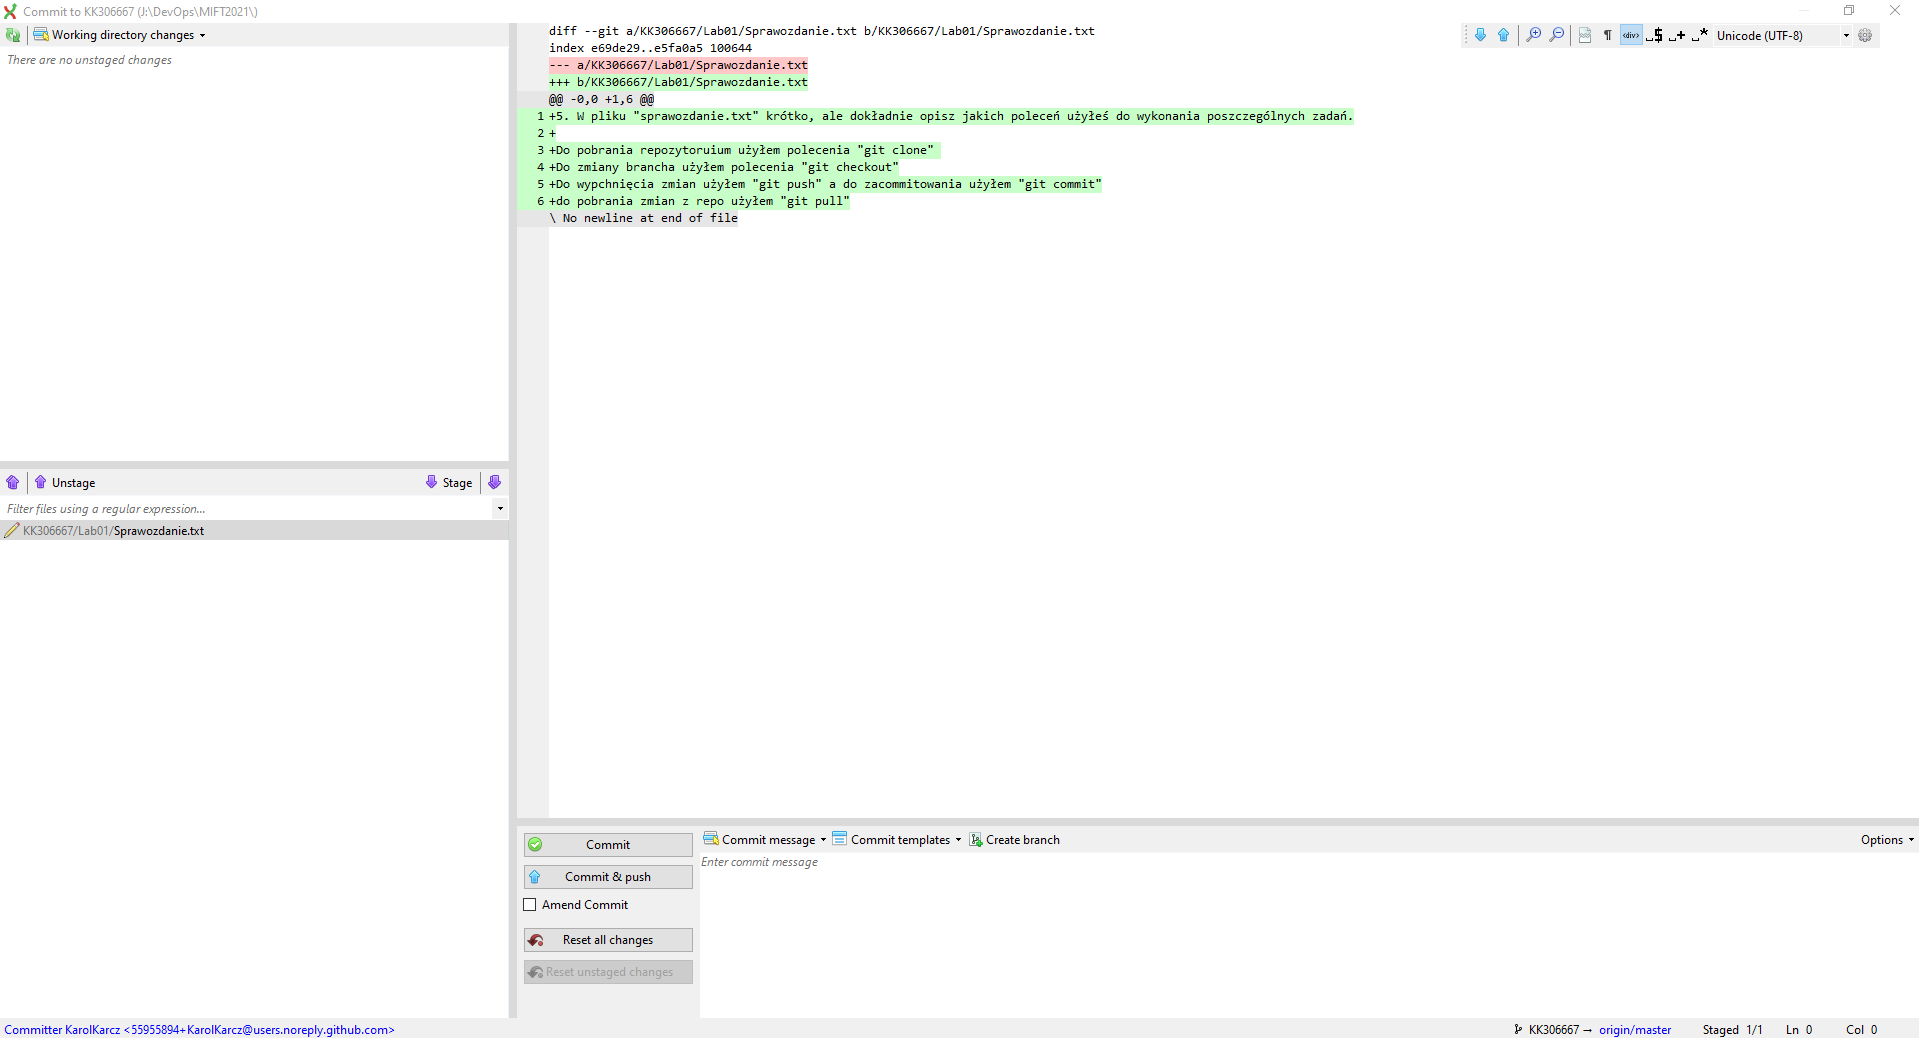 Commit to KK306667 (J:\DevOps\MIFT2021\)
Working directory changes
There are no unstaged changes
Unicode (UTF-8)
diff --git a/KK306667/Lab01/Sprawozdanie.txt b/KK306667/Lab01/Sprawozdanie.txt
index e69de29..e5fa0a5 100644
--- a/KK306667/Lab01/Sprawozdanie.txt
+++ b/KK306667/Lab01/Sprawozdanie.txt
@@ -0,0 +1,6 @@
1 +5. W pliku "sprawozdanie.txt" krótko, ale dokładnie opisz jakich poleceń użyłeś do wykonania poszczególnych zadań.
2 +
3 +Do pobrania repozytoruium użyłem polecenia "git clone"
4 +Do zmiany brancha użyłem polecenia "git checkout"
5 +Do wypchnięcia zmian użyłem "git push" a do zacommitowania użyłem "git commit"
6 +do pobrania zmian z repo użyłem "git pull"
\ No newline at end of file
Unstage
Stage
Filter files using a regular expression...
KK306667/Lab01/Sprawozdanie.txt
Commit
Commit & push
Amend Commit
Reset all changes
Reset unstaged changes
Commit message
Commit templates
Create branch
Options
Enter commit message
Committer KarolKarcz <55955894+KarolKarcz@users.noreply.github.com>
KK306667 → origin/master
Staged 1/1
Ln 0
Col 0